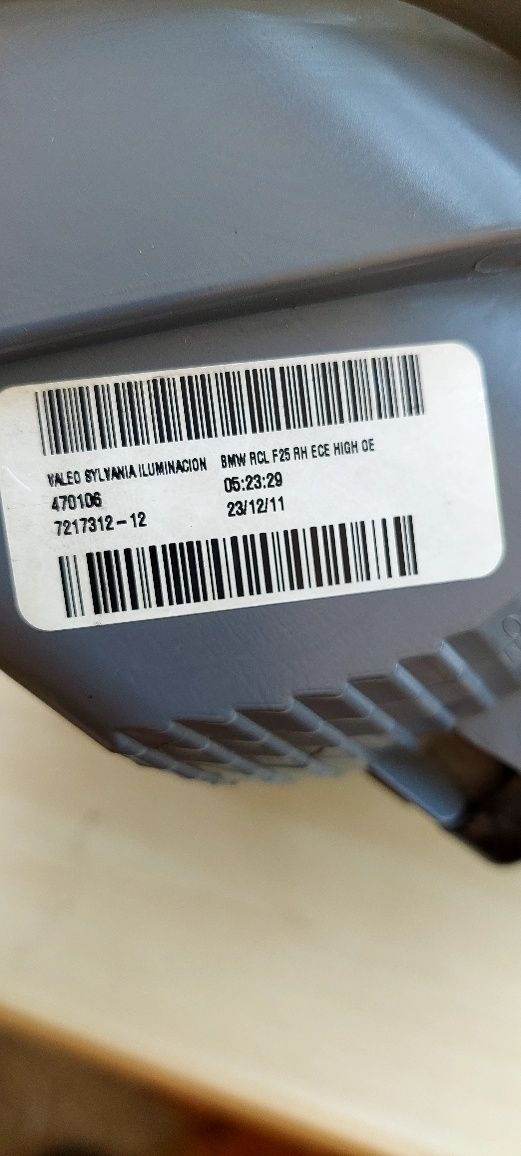 VALEO SYLVANIA ILUMINACION BMW RCL F25 RH ECE HIGH OE
470106 05:23:29
7217312-12 23/12/11